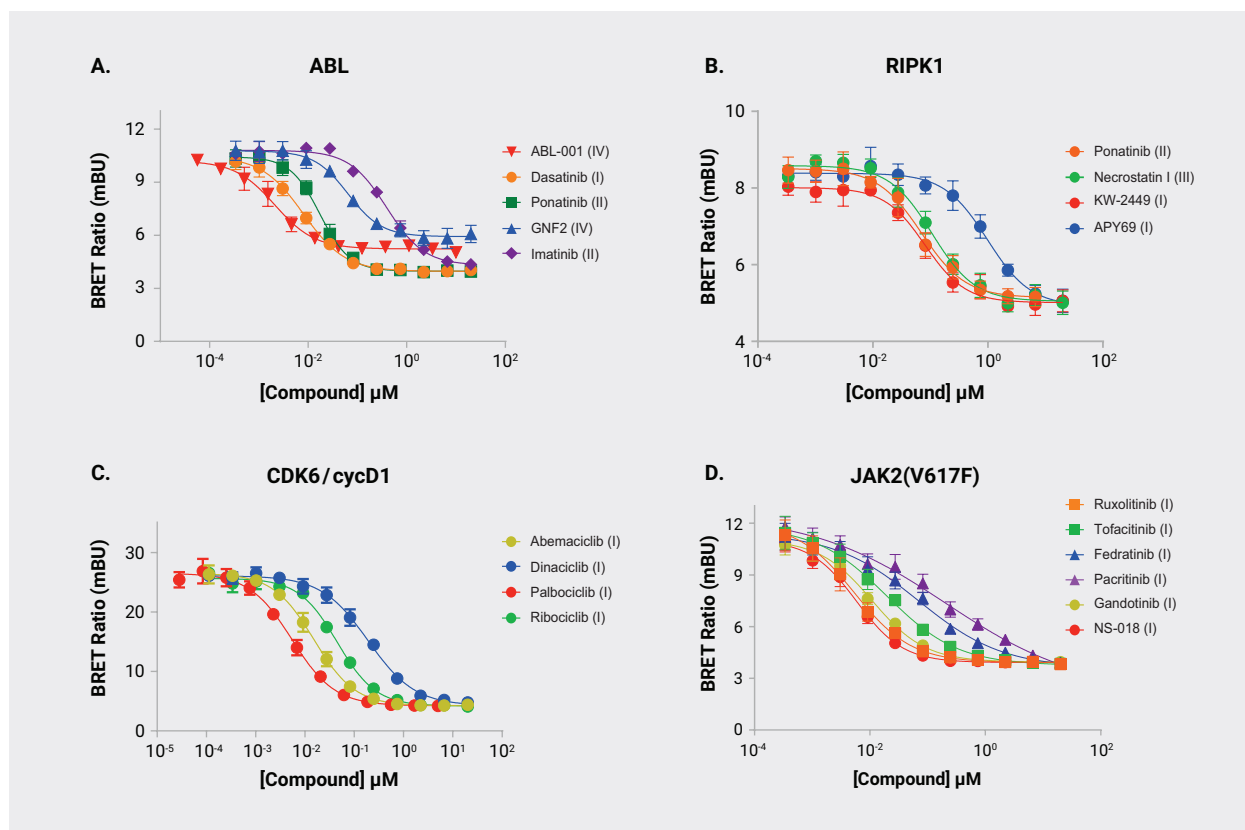 A.
ABL
BRET Ratio (mBU)
12
9
6
3
0
10⁻⁴
10⁻²
10⁰
10²
[Compound] µM
ABL-001 (IV)
Dasatinib (I)
Ponatinib (II)
GNF2 (IV)
Imatinib (II)
B.
RIPK1
BRET Ratio (mBU)
10
8
6
4
10⁻⁴
10⁻²
10⁰
10²
[Compound] µM
Ponatinib (II)
Necrostatin I (III)
KW-2449 (I)
APY69 (I)
C.
CDK6/cycD1
BRET Ratio (mBU)
30
20
10
0
10⁻⁵
10⁻⁴
10⁻³
10⁻²
10⁻¹
10⁰
10¹
10²
[Compound] µM
Abemaciclib (I)
Dinaciclib (I)
Palbociclib (I)
Ribociclib (I)
D.
JAK2(V617F)
BRET Ratio (mBU)
12
9
6
3
0
10⁻⁴
10⁻²
10⁰
10²
[Compound] µM
Ruxolitinib (I)
Tofacitinib (I)
Fedratinib (I)
Pacritinib (I)
Gandotinib (I)
NS-018 (I)